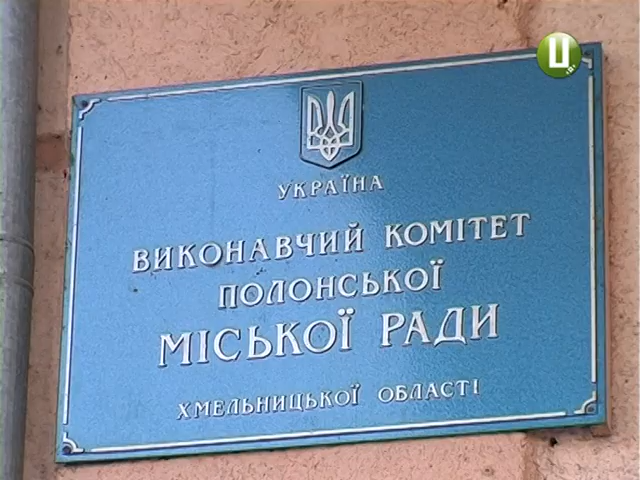 Ц
УКРАЇНА
ВИКОНАВЧИЙ КОМІТЕТ
ПОЛОНСЬКОЇ
МІСЬКОЇ РАДИ
ХМЕЛЬНИЦЬКОЇ ОБЛАСТІ